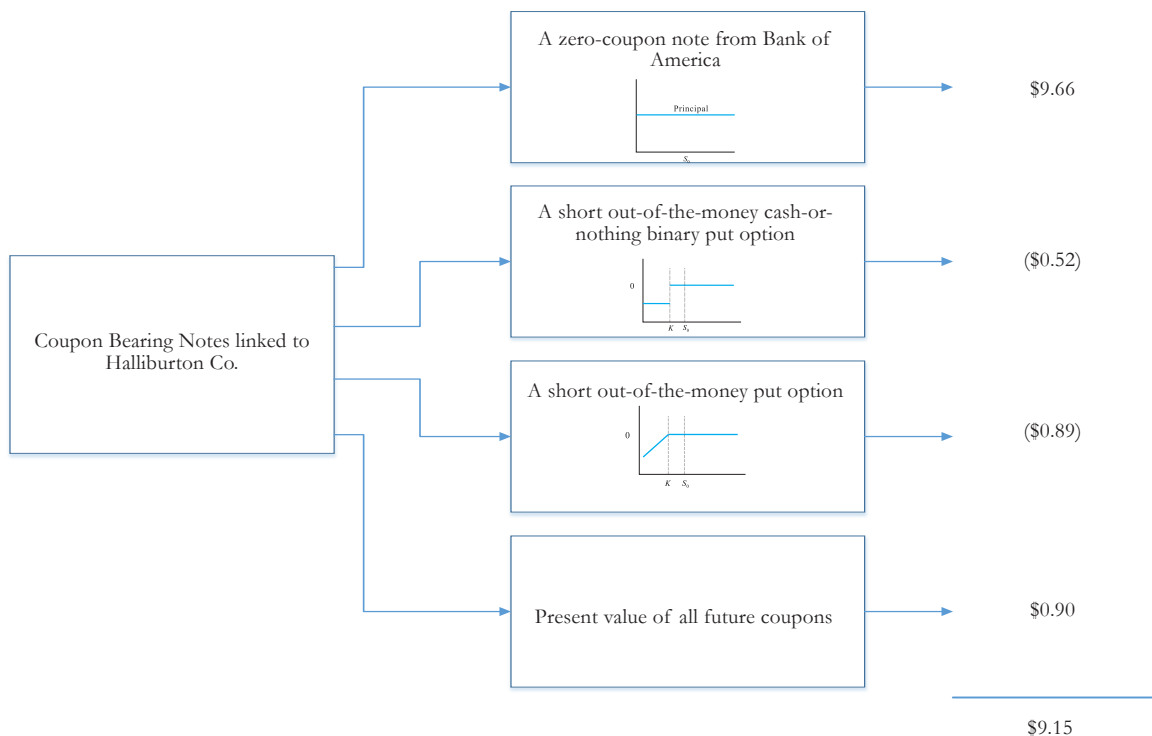 A zero-coupon note from Bank of
America
Principal
S₀
$9.66
A short out-of-the-money cash-or-
nothing binary put option
0
K S₀
($0.52)
Coupon Bearing Notes linked to
Halliburton Co.
A short out-of-the-money put option
0
K S₀
($0.89)
Present value of all future coupons
$0.90
$9.15